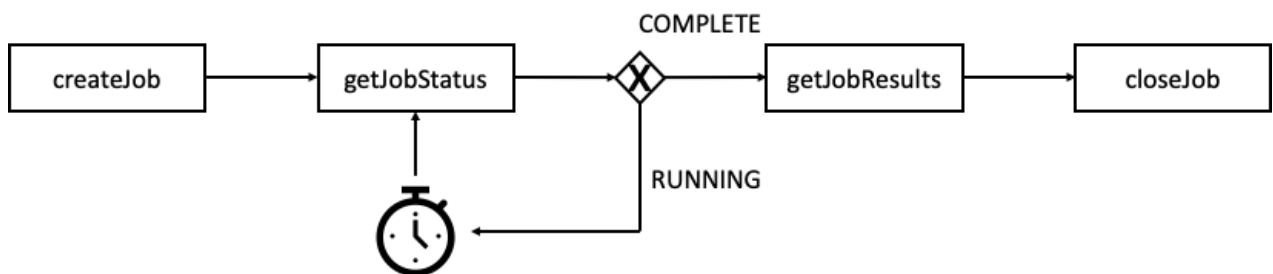 COMPLETE
createJob
getJobStatus
X
getJobResults
closeJob
RUNNING